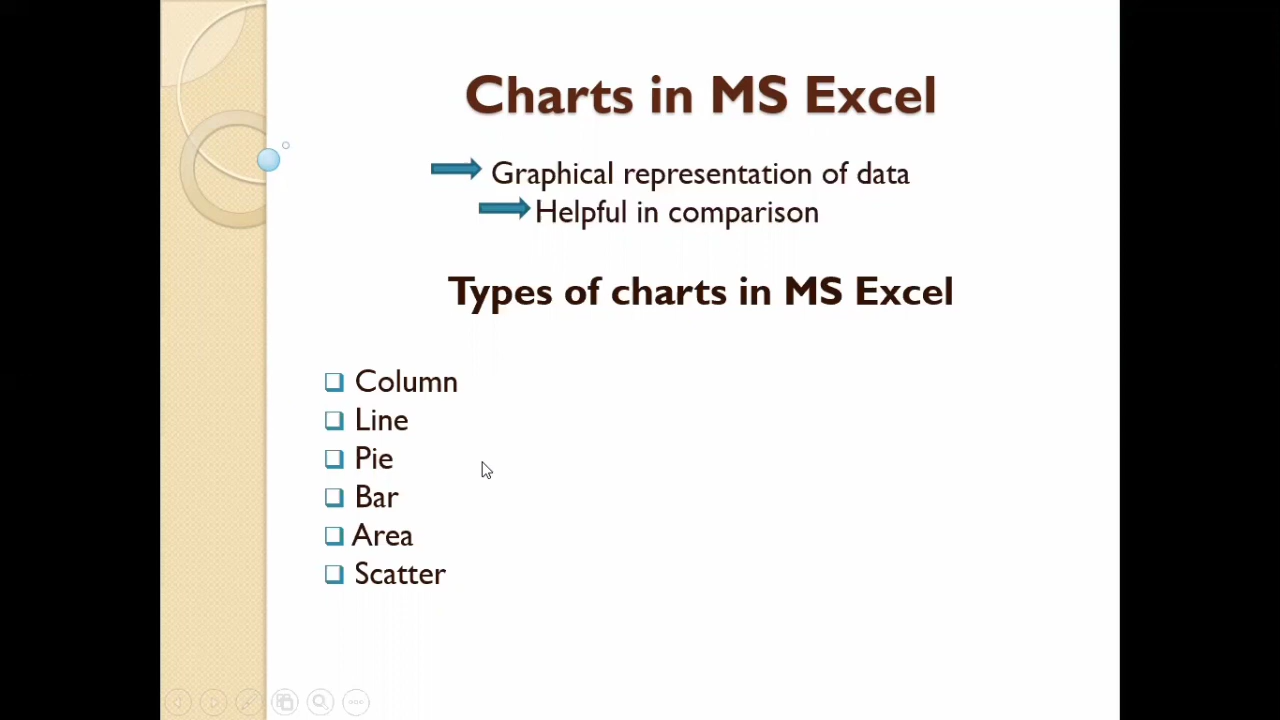 Charts in MS Excel
Graphical representation of data
Helpful in comparison
Types of charts in MS Excel
Column
Line
Pie
Bar
Area
Scatter